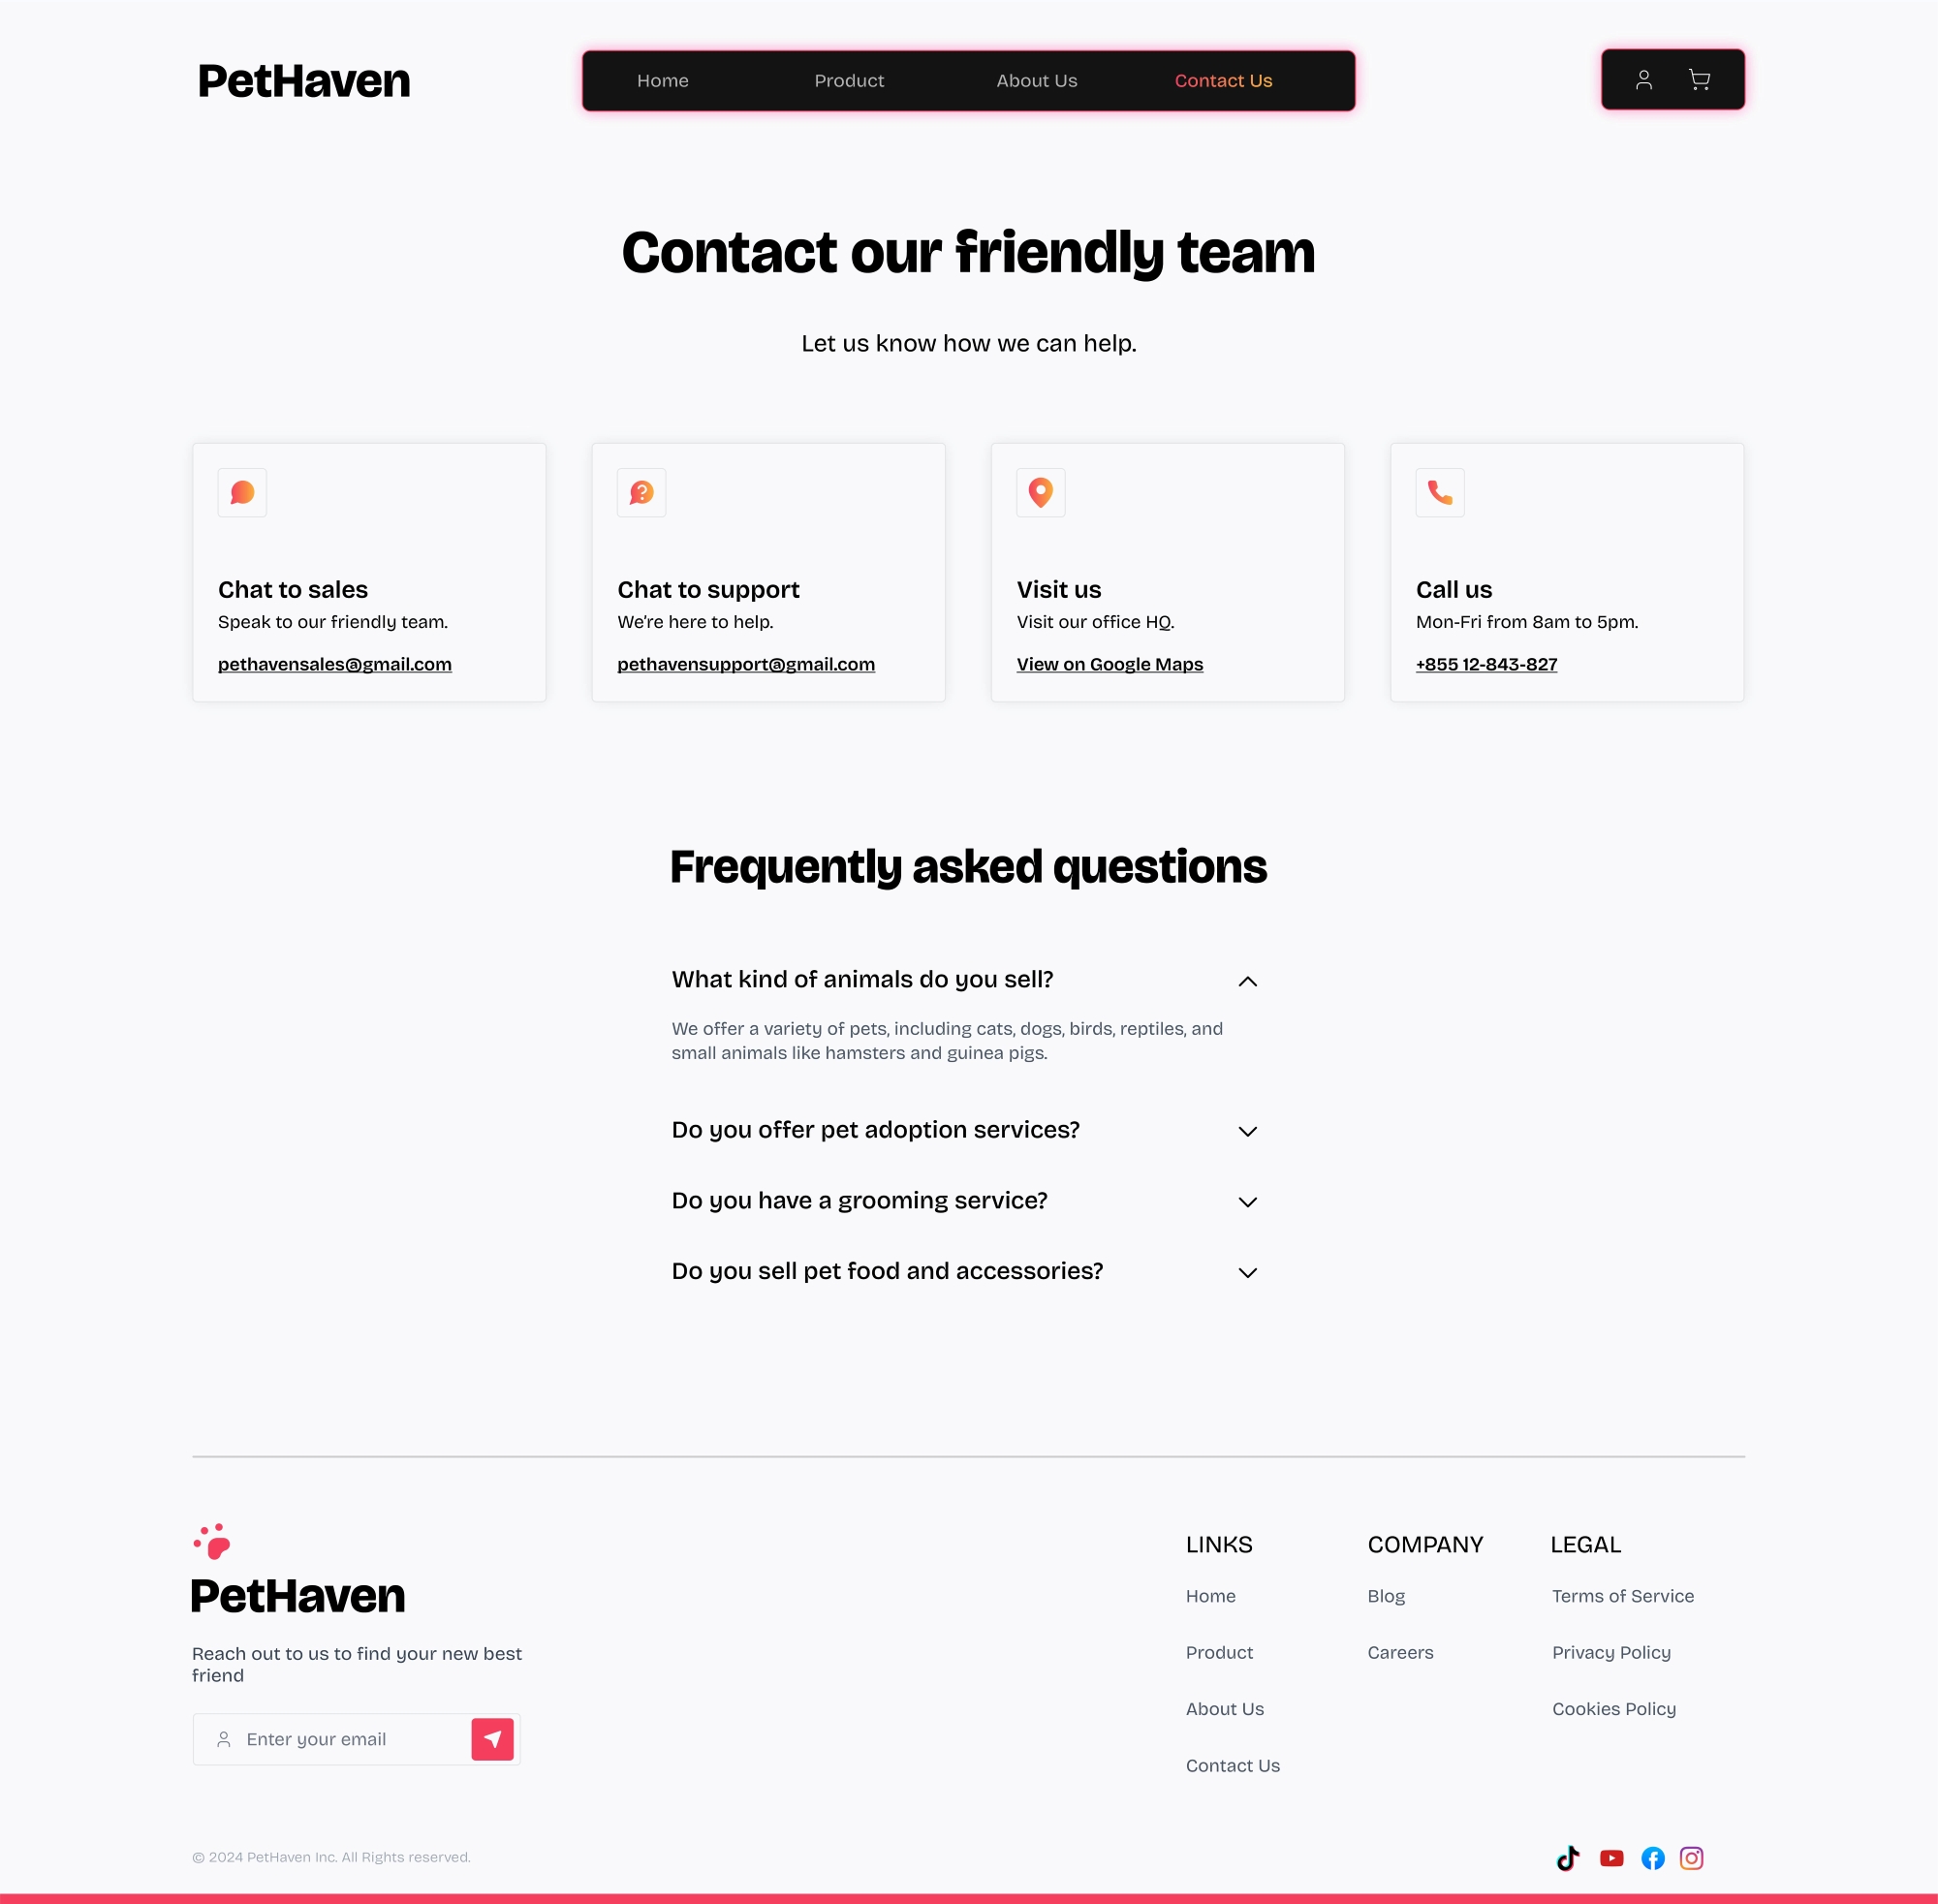 PetHaven
Home
Product
About Us
Contact Us
Contact our friendly team
Let us know how we can help.
Chat to sales
Speak to our friendly team.
pethavensales@gmail.com
Chat to support
We're here to help.
pethavensupport@gmail.com
Visit us
Visit our office HQ.
View on Google Maps
Call us
Mon-Fri from 8am to 5pm.
+855 12-843-827
Frequently asked questions
What kind of animals do you sell?
We offer a variety of pets, including cats, dogs, birds, reptiles, and
small animals like hamsters and guinea pigs.
Do you offer pet adoption services?
Do you have a grooming service?
Do you sell pet food and accessories?
PetHaven
Reach out to us to find your new best
friend
Enter your email
LINKS
Home
Product
About Us
Contact Us
COMPANY
Blog
Careers
LEGAL
Terms of Service
Privacy Policy
Cookies Policy
© 2024 PetHaven Inc. All Rights reserved.